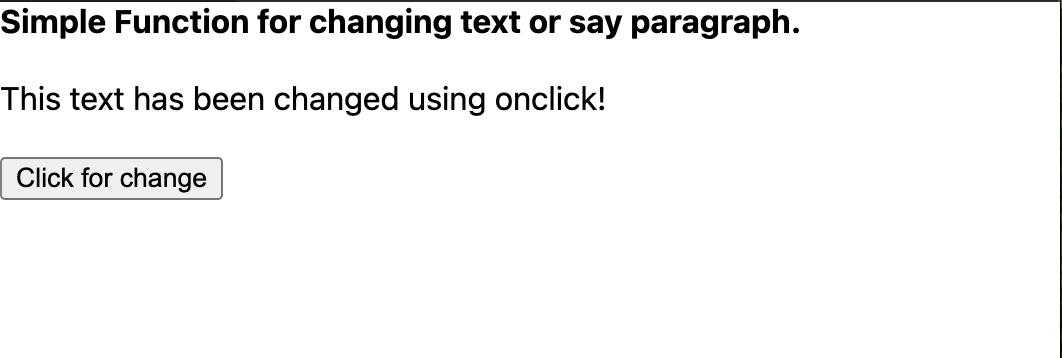 Simple Function for changing text or say paragraph.
This text has been changed using onclick!
Click for change